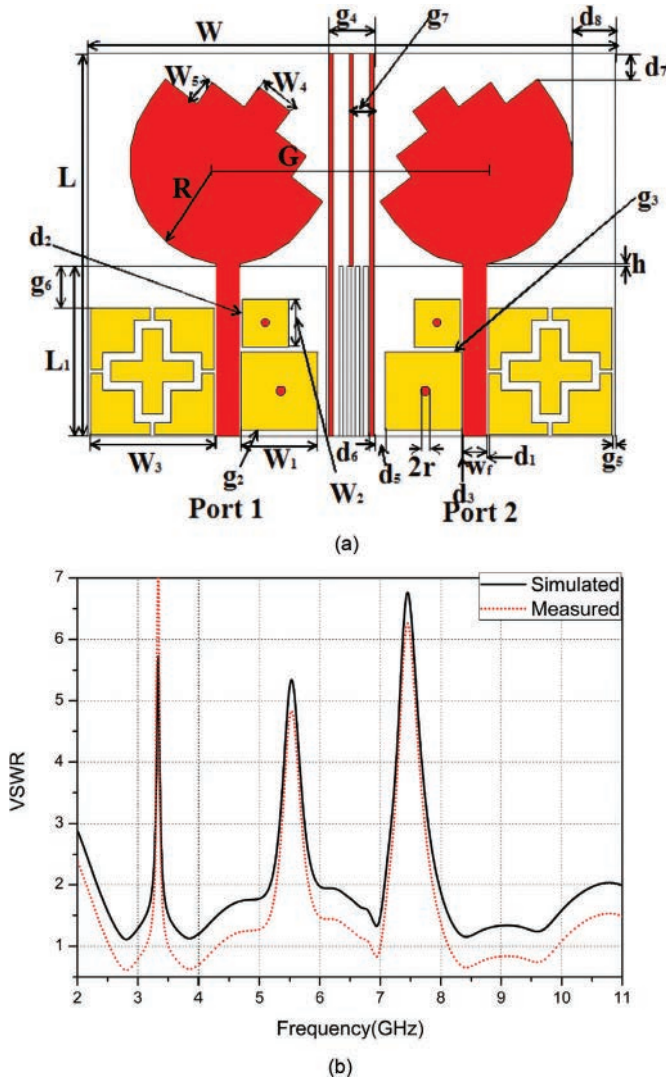 W
g4
g7
d8
d7
W5
W4
L
G
R
g3
d2
g6
h
L1
W3
g2
W1
W2
d6
d5
2r
d3
wf
d1
g5
Port 1
Port 2
(a)
7
6
5
4
3
2
1
VSWR
Simulated
Measured
2 3 4 5 6 7 8 9 10 11
Frequency(GHz)
(b)